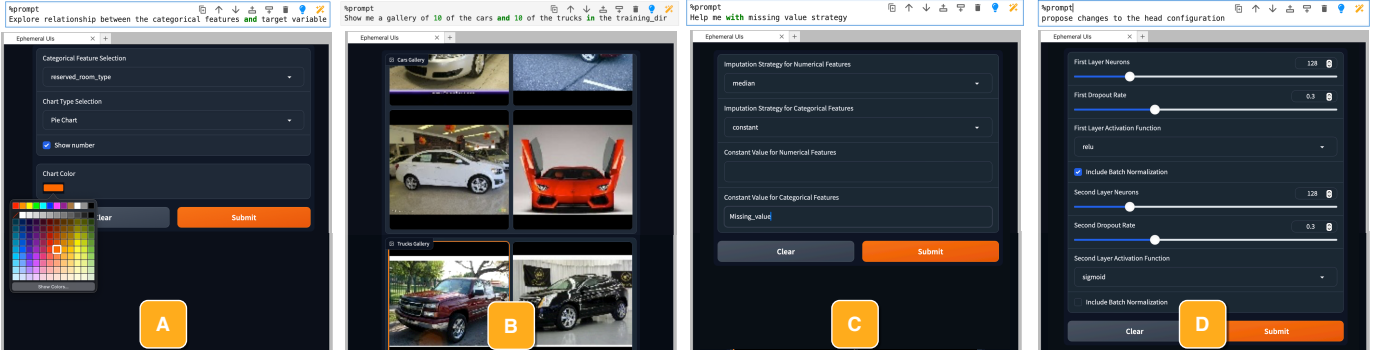 %prompt
Explore relationship between the categorical features and target variable
Ephemeral UIs
Categorical Feature Selection
reserved_room_type
Chart Type Selection
Pie Chart
Show number
Chart Color
Show Colors...
lear
Submit
A
%prompt
Show me a gallery of 10 of the cars and 10 of the trucks in the training_dir
Ephemeral UIs
Cars Gallery
Trucks Gallery
B
%prompt
Help me with missing value strategy
Ephemeral UIs
Imputation Strategy for Numerical Features
median
Imputation Strategy for Categorical Features
constant
Constant Value for Numerical Features
Constant Value for Categorical Features
Missing_value
Clear
Submit
C
%prompt
propose changes to the head configuration
Ephemeral UIs
First Layer Neurons
128
First Dropout Rate
0.3
First Layer Activation Function
relu
Include Batch Normalization
Second Layer Neurons
128
Second Dropout Rate
0.3
Second Layer Activation Function
sigmoid
Include Batch Normalization
Clear
Submit
D